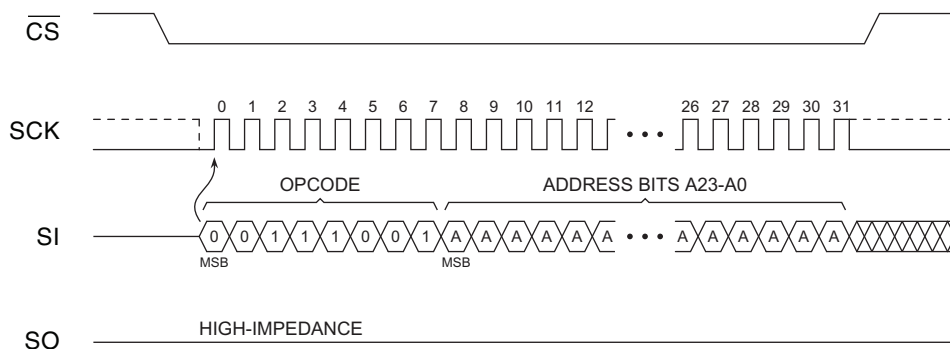 CS
0 1 2 3 4 5 6 7 8 9 10 11 12 26 27 28 29 30 31
SCK
OPCODE ADDRESS BITS A23-A0
SI 0 0 1 1 1 0 0 1 A A A A A A A A A A A A
MSB MSB
HIGH-IMPEDANCE
SO